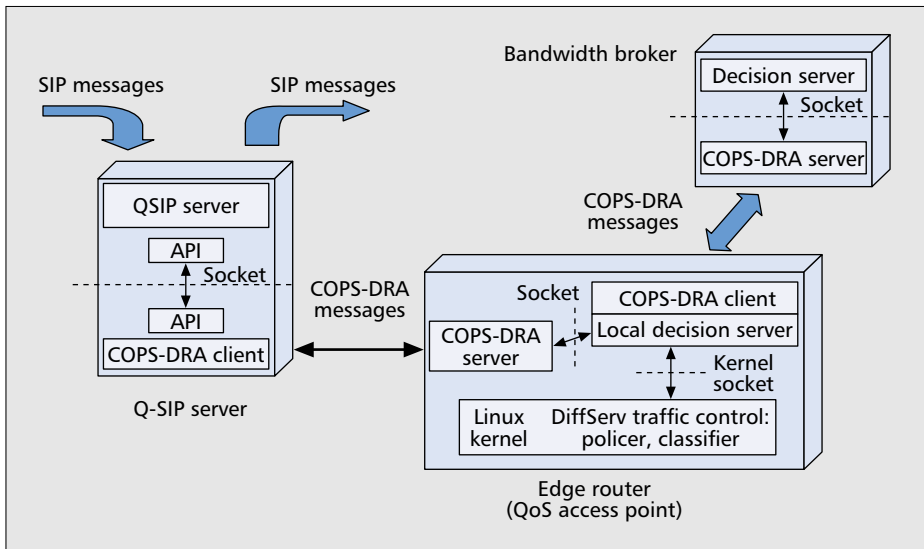 Bandwidth broker
SIP messages
SIP messages
Decision server
Socket
COPS-DRA server
QSIP server
COPS-DRA
messages
API
Socket
API
COPS-DRA client
COPS-DRA
messages
Q-SIP server
Socket
COPS-DRA client
COPS-DRA
server
Local decision server
Kernel
socket
Linux
kernel
DiffServ traffic control:
policer, classifier
Edge router
(QoS access point)